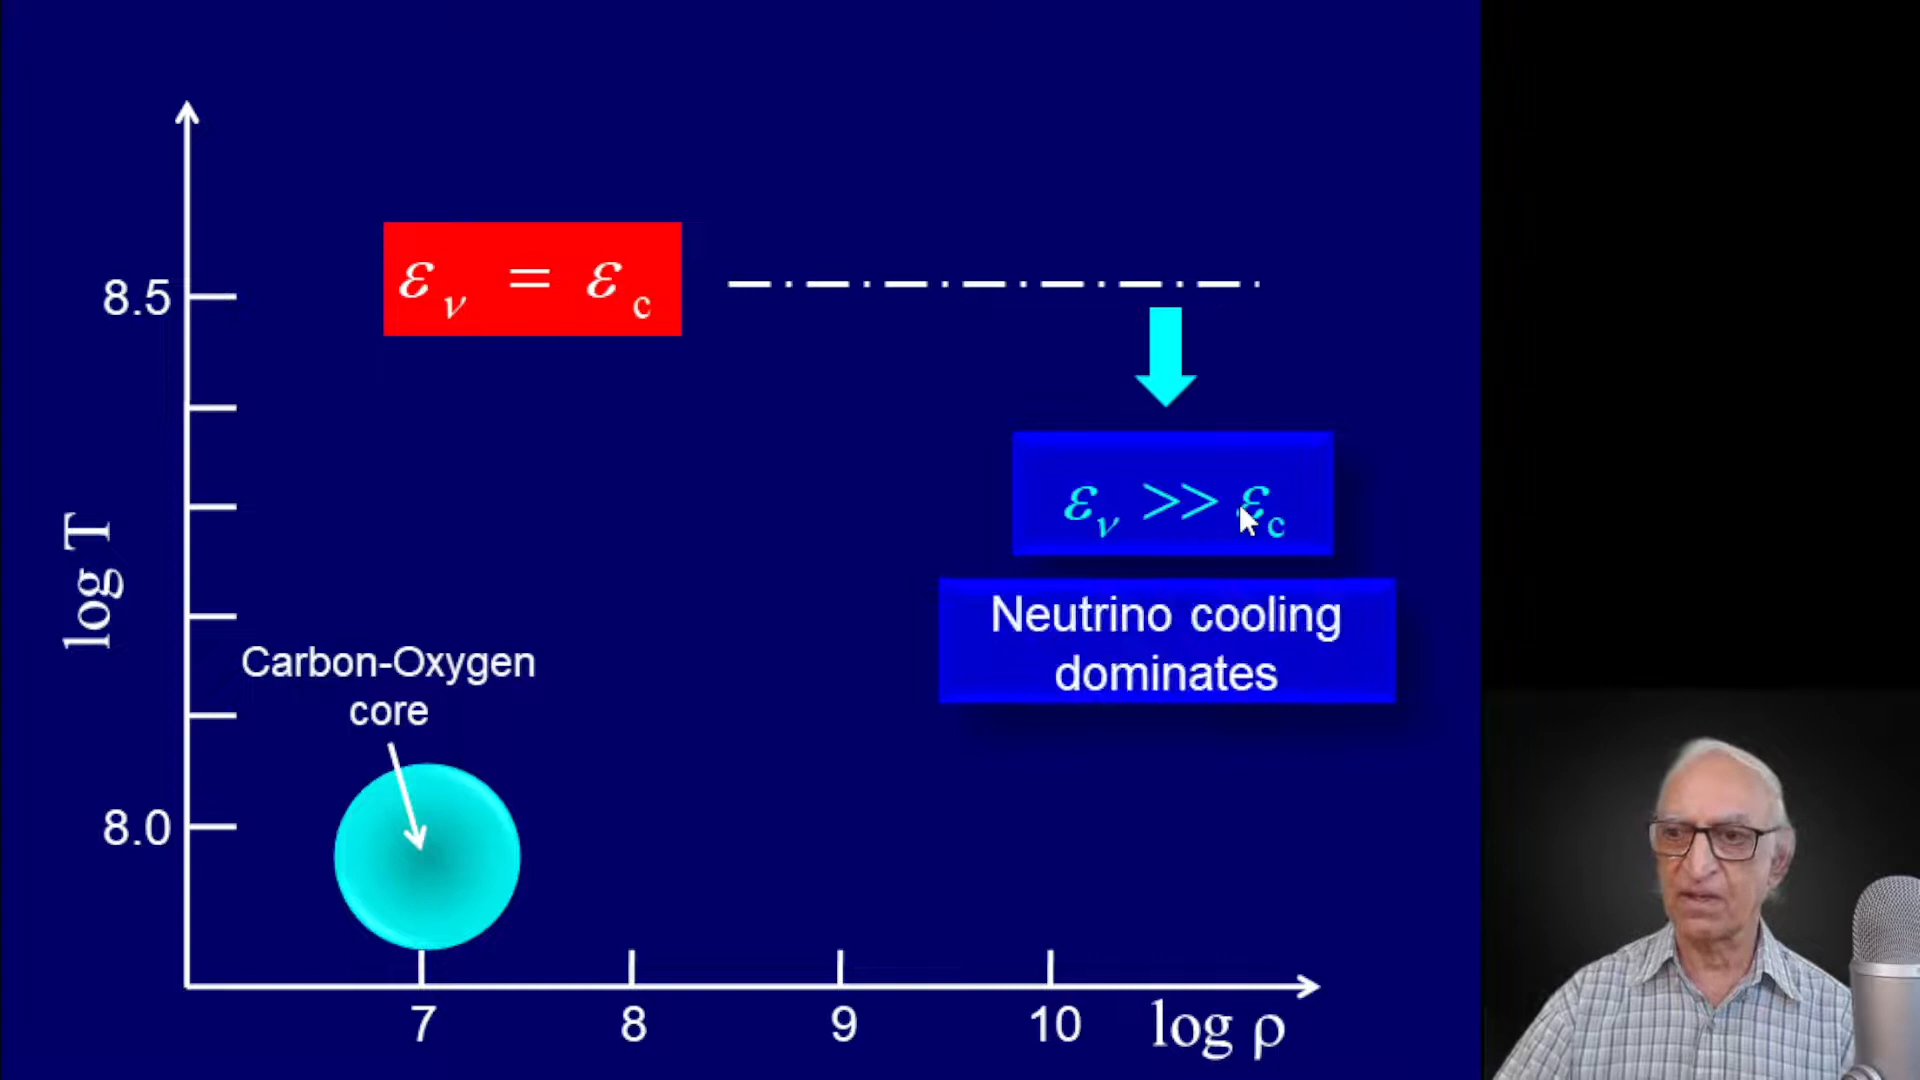 ε_ν = ε_c
8.5
ε_ν >> ε_c
log T
Neutrino cooling
dominates
Carbon-Oxygen
core
8.0
7 8 9 10 log ρ